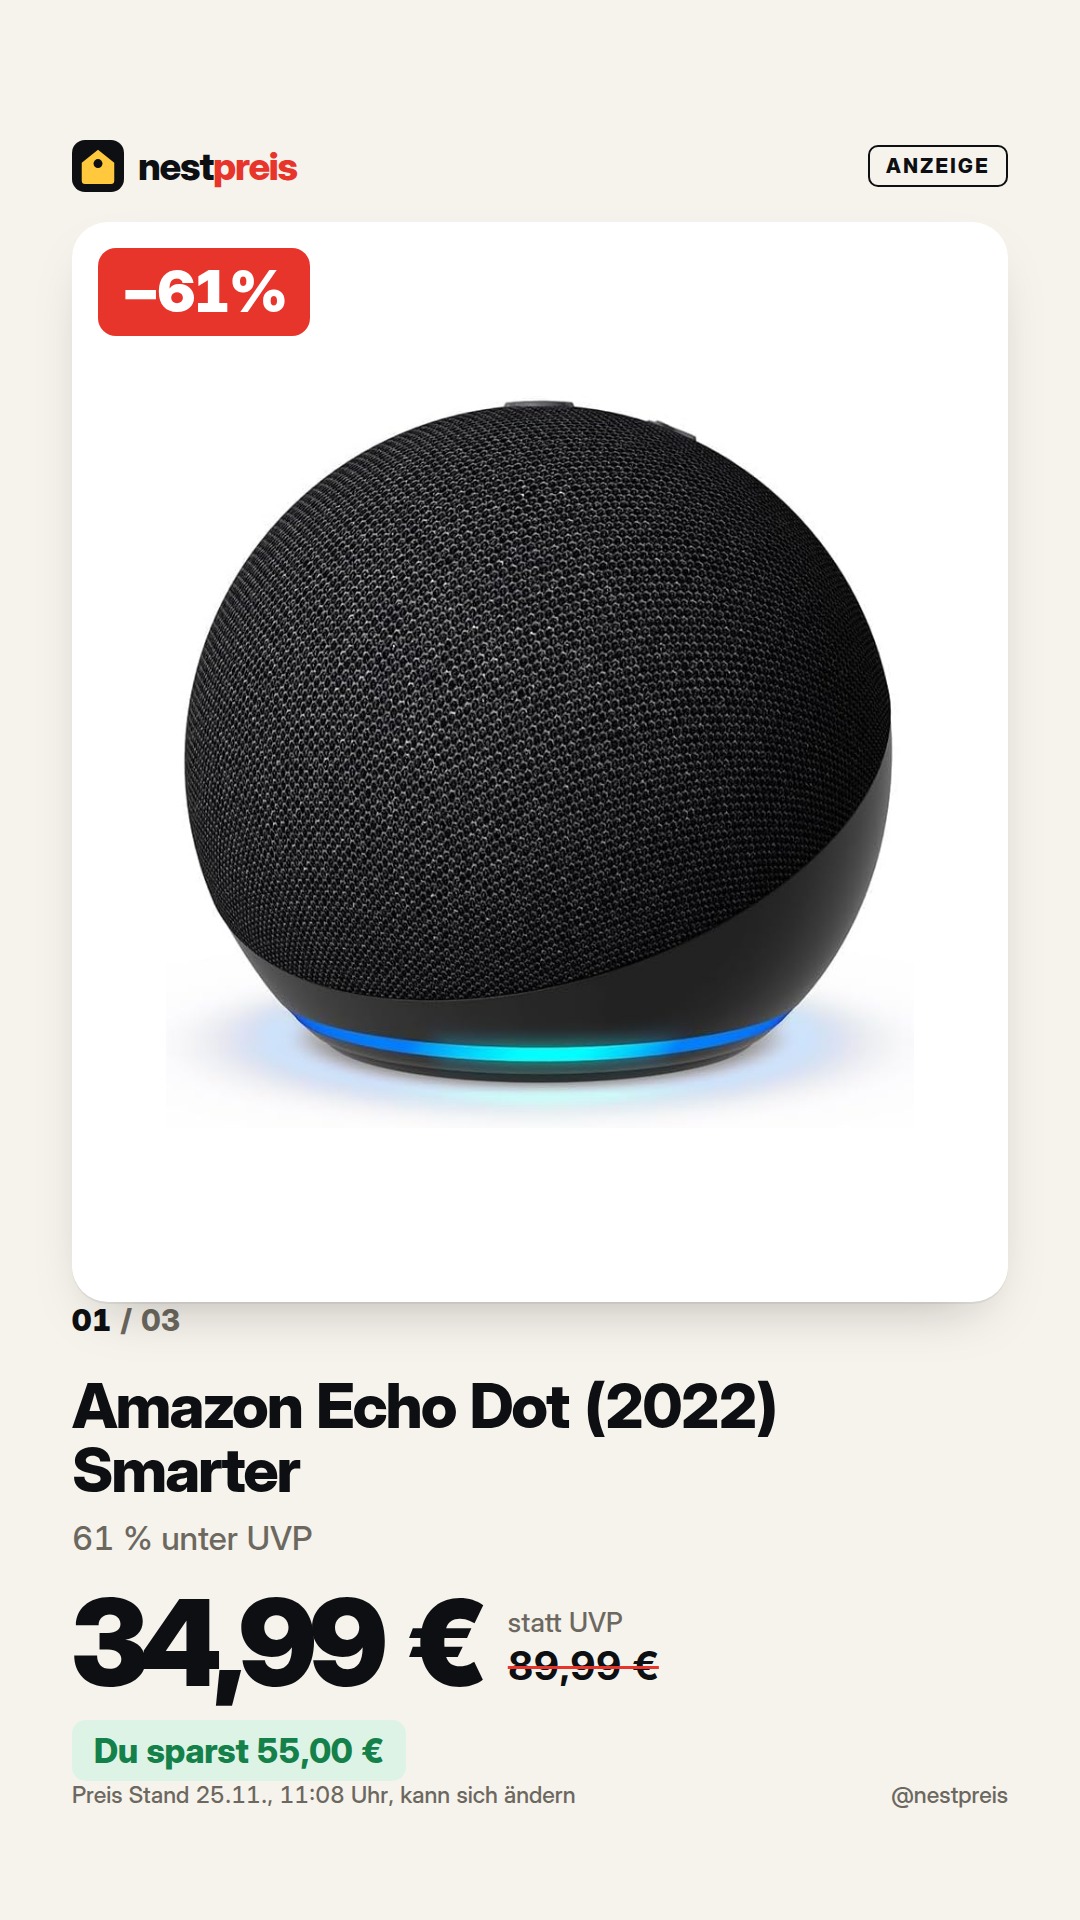 nestpreis
ANZEIGE
–61%
01 / 03
Amazon Echo Dot (2022)
Smarter
61 % unter UVP
34,99 €
statt UVP
89,99 €
Du sparst 55,00 €
Preis Stand 25.11., 11:08 Uhr, kann sich ändern
@nestpreis